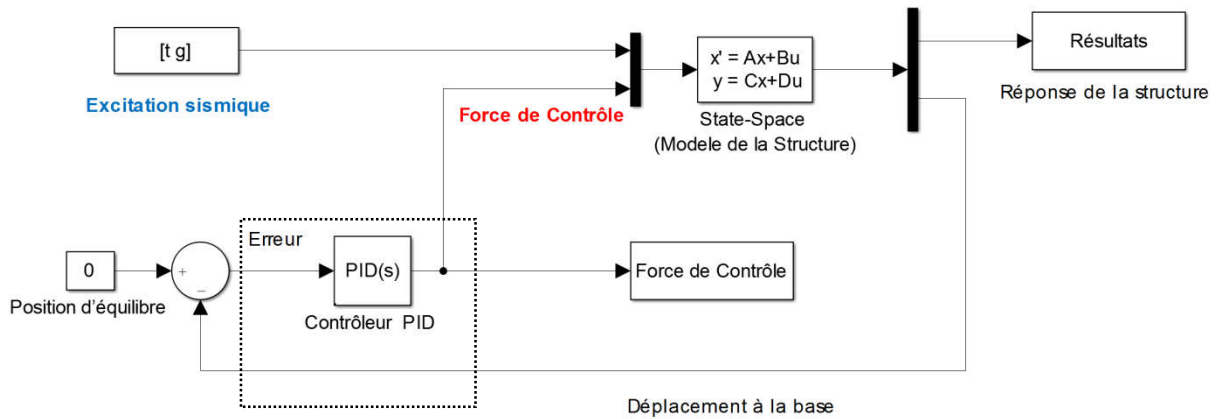 [t g]
Excitation sismique
Force de Contrôle
x' = Ax+Bu
y = Cx+Du
State-Space
(Modele de la Structure)
Résultats
Réponse de la structure
0
Position d'équilibre
+
−
Erreur
PID(s)
Contrôleur PID
Force de Contrôle
Déplacement à la base